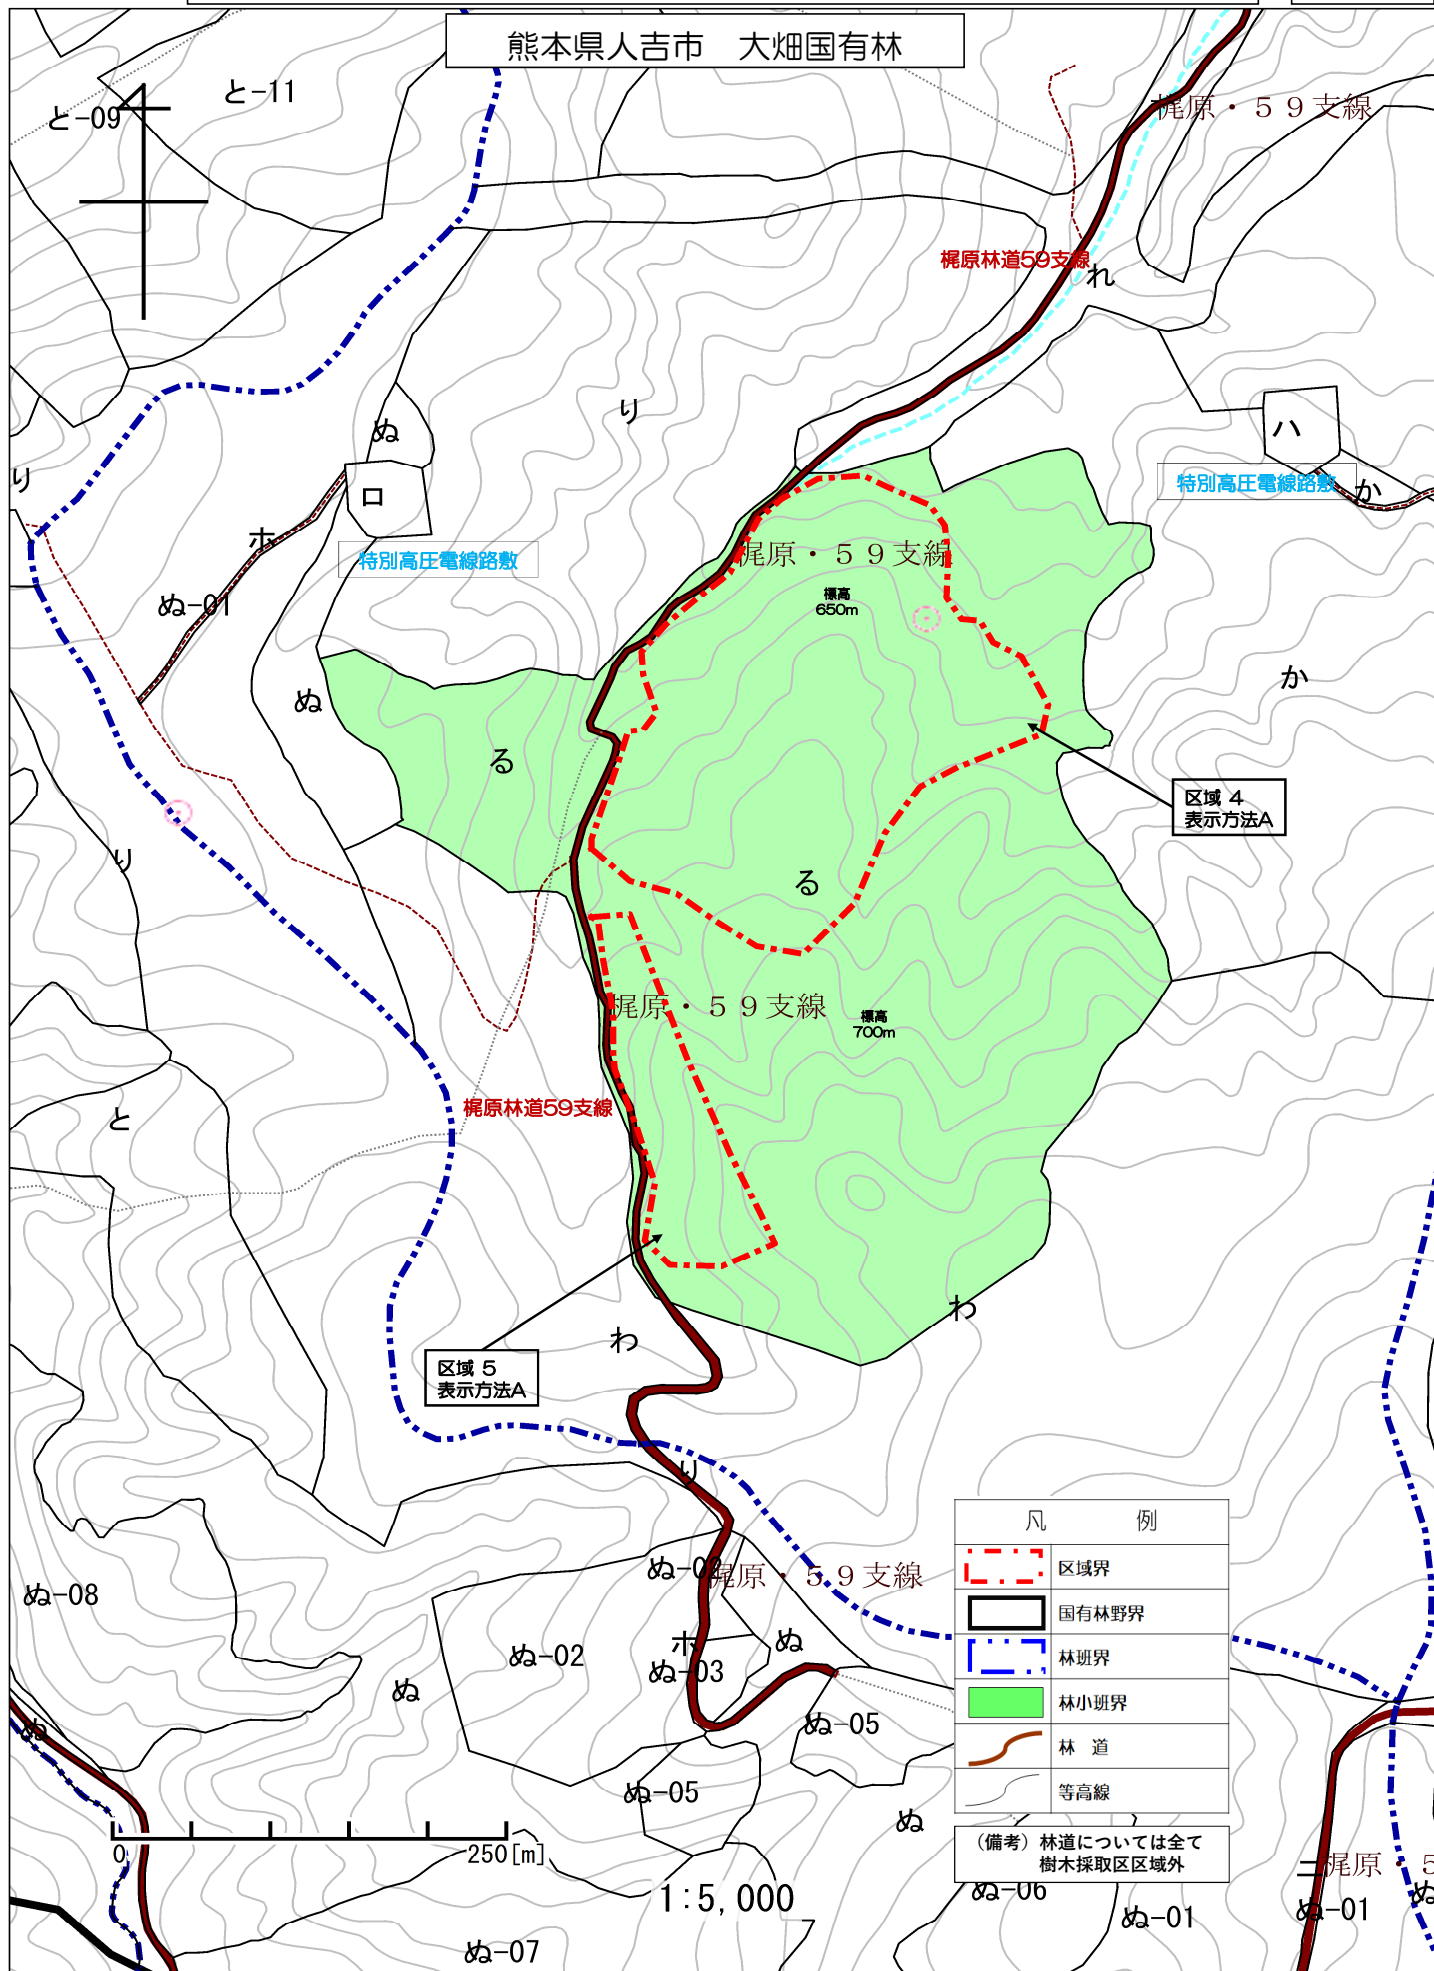 熊本県人吉市　大畑国有林
と-09
と-11
梶原・５９支線
梶原林道59支線
れ
り
ぬ
ロ
ハ
か
特別高圧電線路敷
り
ホ
特別高圧電線路敷
梶原・５９支線
ぬ-01
標高
650m
か
ぬ
る
区域 4
表示方法A
り
る
梶原・５９支線
標高
700m
と
梶原林道59支線
わ
わ
区域 5
表示方法A
り
凡　例
区域界
国有林野界
林班界
林小班界
林　道
等高線
（備考）林道については全て
樹木採取区区域外
ぬ-02
梶原・５９支線
ぬ-08
ぬ-02
ホ
ぬ
ぬ-03
ぬ
ぬ
ぬ-05
ぬ-05
ぬ
0
250[m]
1:5,000
ニ
梶原・５
ぬ-06
ぬ-01
ぬ-01
ぬ
ぬ-07